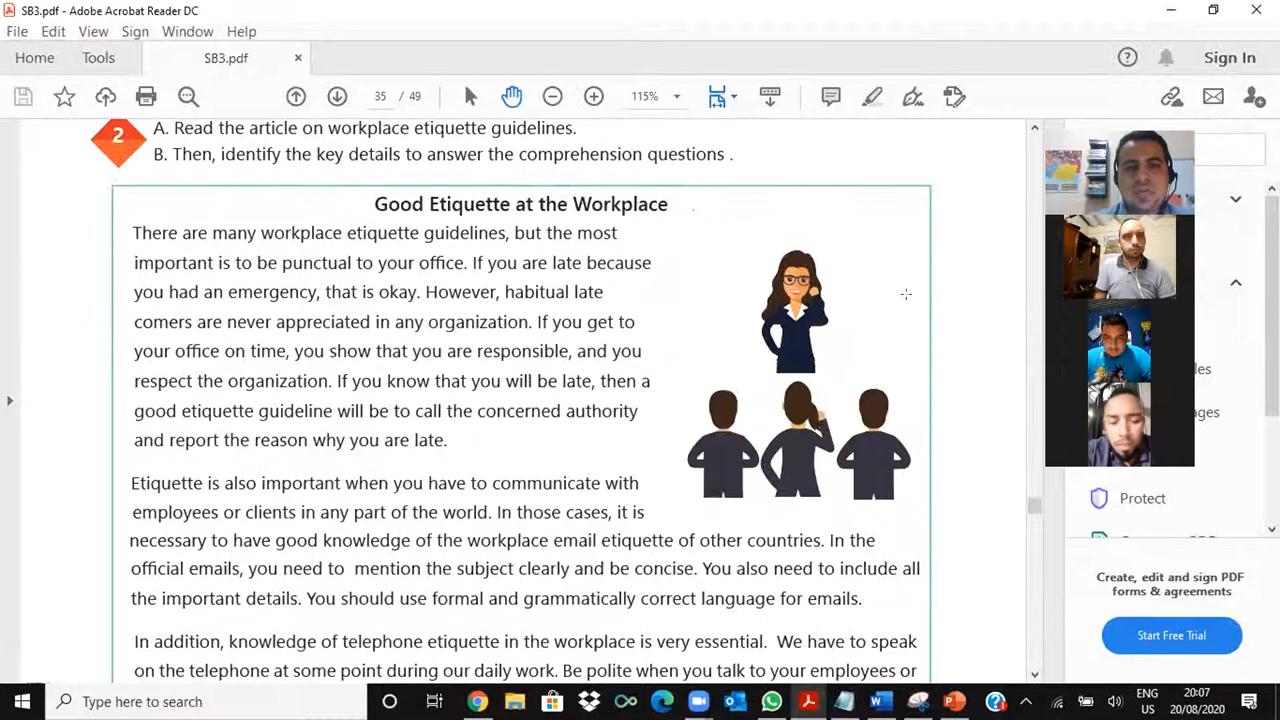 SB3.pdf - Adobe Acrobat Reader DC
File Edit View Sign Window Help
Home Tools SB3.pdf × Sign In
35 / 49 115%
2 A. Read the article on workplace etiquette guidelines.
B. Then, identify the key details to answer the comprehension questions .
Good Etiquette at the Workplace
There are many workplace etiquette guidelines, but the most
important is to be punctual to your office. If you are late because
you had an emergency, that is okay. However, habitual late
comers are never appreciated in any organization. If you get to
your office on time, you show that you are responsible, and you
respect the organization. If you know that you will be late, then a
good etiquette guideline will be to call the concerned authority
and report the reason why you are late.
Etiquette is also important when you have to communicate with
employees or clients in any part of the world. In those cases, it is
necessary to have good knowledge of the workplace email etiquette of other countries. In the
official emails, you need to mention the subject clearly and be concise. You also need to include all
the important details. You should use formal and grammatically correct language for emails.
In addition, knowledge of telephone etiquette in the workplace is very essential. We have to speak
on the telephone at some point during our daily work. Be polite when you talk to your employees or
Protect
Create, edit and sign PDF
forms & agreements
Start Free Trial
Type here to search
ENG
US
20:07
20/08/2020